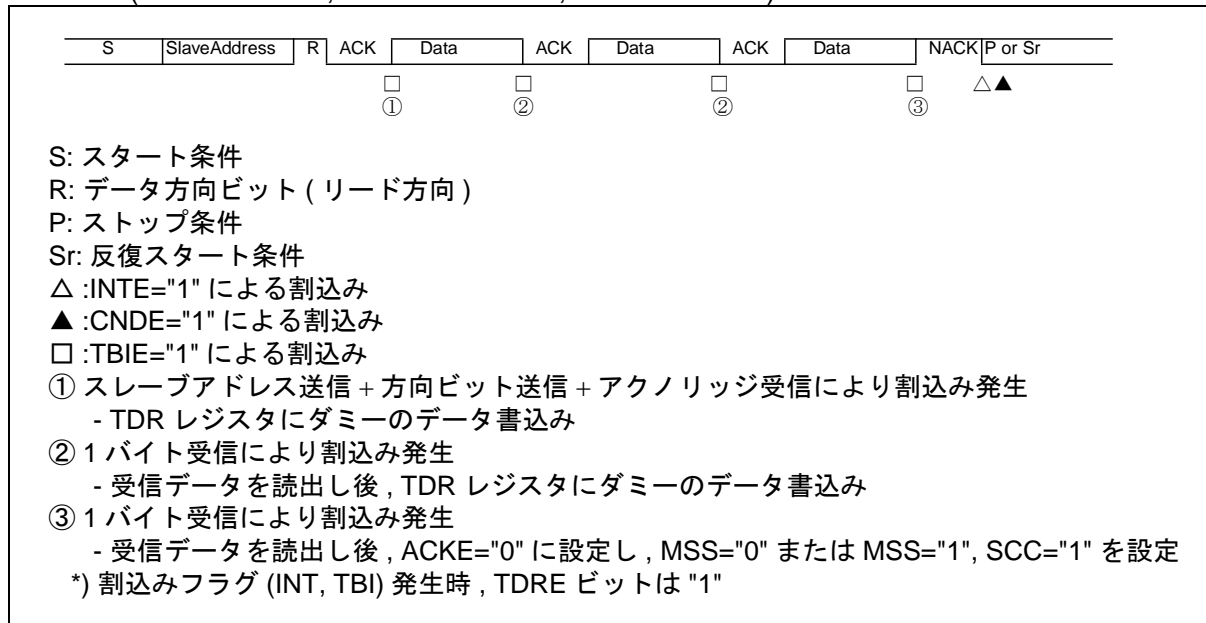 S SlaveAddress R ACK Data ACK Data ACK Data NACK P or Sr
□ □ □ □ △▲
① ② ② ③
S: スタート条件
R: データ方向ビット ( リード方向 )
P: ストップ条件
Sr: 反復スタート条件
△ :INTE="1" による割込み
▲ :CNDE="1" による割込み
□ :TBIE="1" による割込み
① スレーブアドレス送信 + 方向ビット送信 + アクノリッジ受信により割込み発生
- TDR レジスタにダミーのデータ書込み
② 1 バイト受信により割込み発生
- 受信データを読出し後 , TDR レジスタにダミーのデータ書込み
③ 1 バイト受信により割込み発生
- 受信データを読出し後 , ACKE="0" に設定し , MSS="0" または MSS="1", SCC="1" を設定
*) 割込みフラグ (INT, TBI) 発生時 , TDRE ビットは "1"